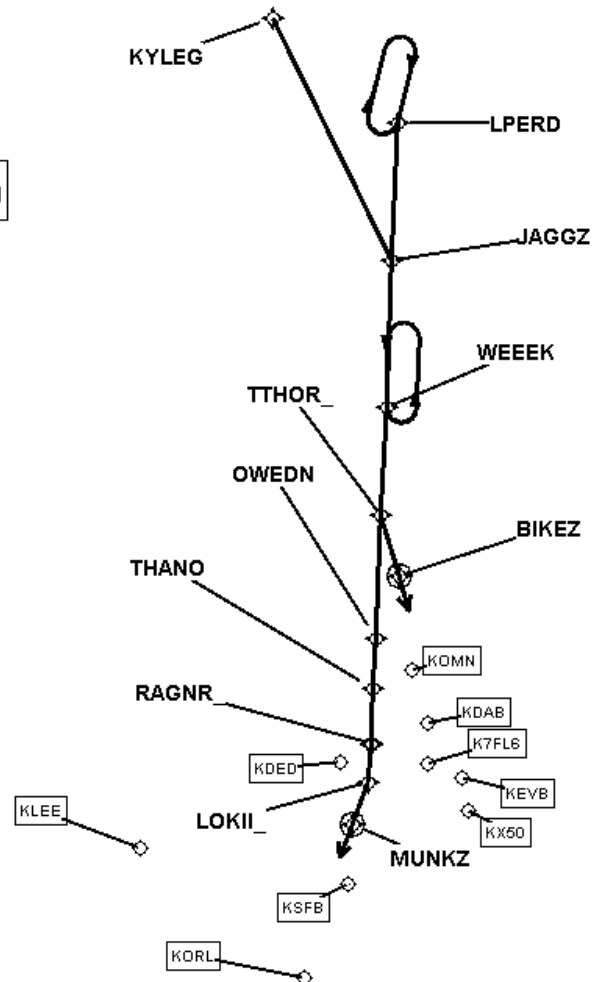 KYLEG
LPERD
JAGGZ
WEEEK
TTHOR_
OWEDN
BIKEZ
THANO
KOMN
RAGNR_
KDAB
K7FL6
KDED
KEVB
LOKII_
KLEE
KX50
MUNKZ
KSFB
KORL